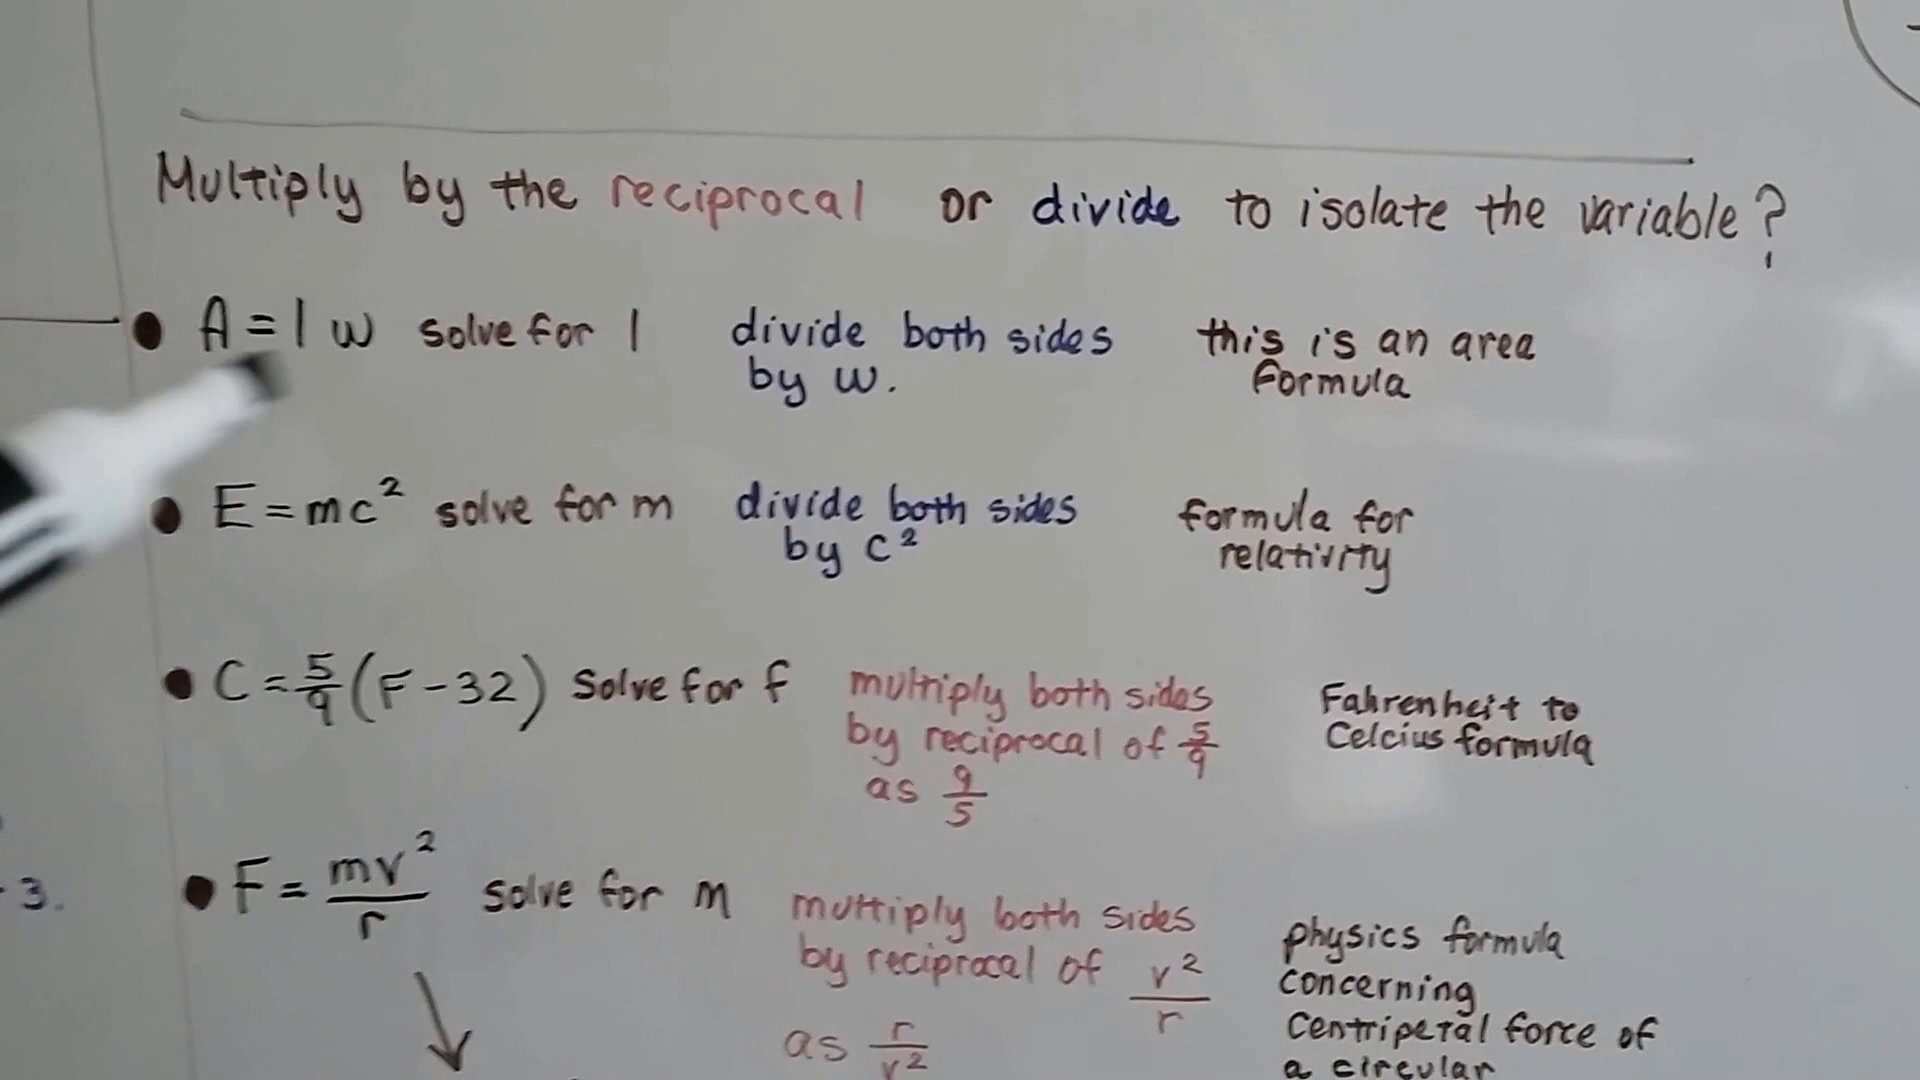 Multiply by the reciprocal or divide to isolate the variable?
• A = l w solve for l divide both sides this is an area
by w. formula
• E = mc² solve for m divide both sides formula for
by c² relativity
• C = 5/9 (F - 32) Solve for f multiply both sides Fahrenheit to
by reciprocal of 5/9 Celcius formula
as 9/5
3. • F = mv²/r solve for m multiply both sides physics formula
by reciprocal of v²/r concerning
as r/v² Centripetal force of
a circular